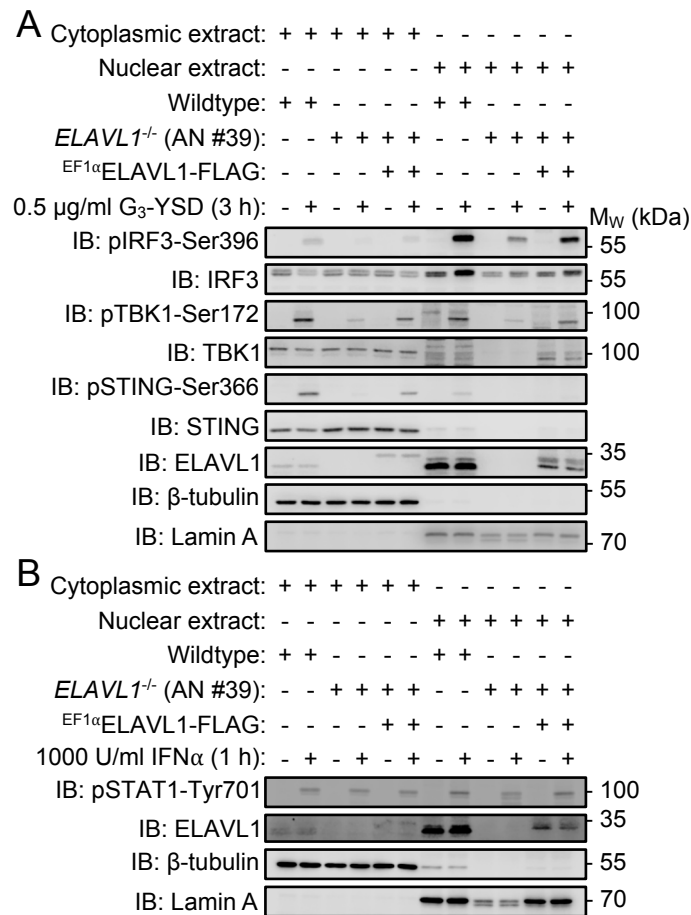 A
Cytoplasmic extract: + + + + + + - - - - - -
Nuclear extract: - - - - - - + + + + + +
Wildtype: + + - - - - + + - - - -
ELAVL1-/- (AN #39): - - + + + + - - + + + +
EF1αELAVL1-FLAG: - - - - + + - - - - + +
0.5 µg/ml G3-YSD (3 h): - + - + - + - + - + - + MW (kDa)
IB: pIRF3-Ser396 - 55
IB: IRF3 - 55
IB: pTBK1-Ser172 - 100
IB: TBK1 - 100
IB: pSTING-Ser366
IB: STING
IB: ELAVL1 - 35
IB: β-tubulin - 55
IB: Lamin A - 70
B
Cytoplasmic extract: + + + + + + - - - - - -
Nuclear extract: - - - - - - + + + + + +
Wildtype: + + - - - - + + - - - -
ELAVL1-/- (AN #39): - - + + + + - - + + + +
EF1αELAVL1-FLAG: - - - - + + - - - - + +
1000 U/ml IFNα (1 h): - + - + - + - + - + - +
IB: pSTAT1-Tyr701 - 100
IB: ELAVL1 - 35
IB: β-tubulin - 55
IB: Lamin A - 70